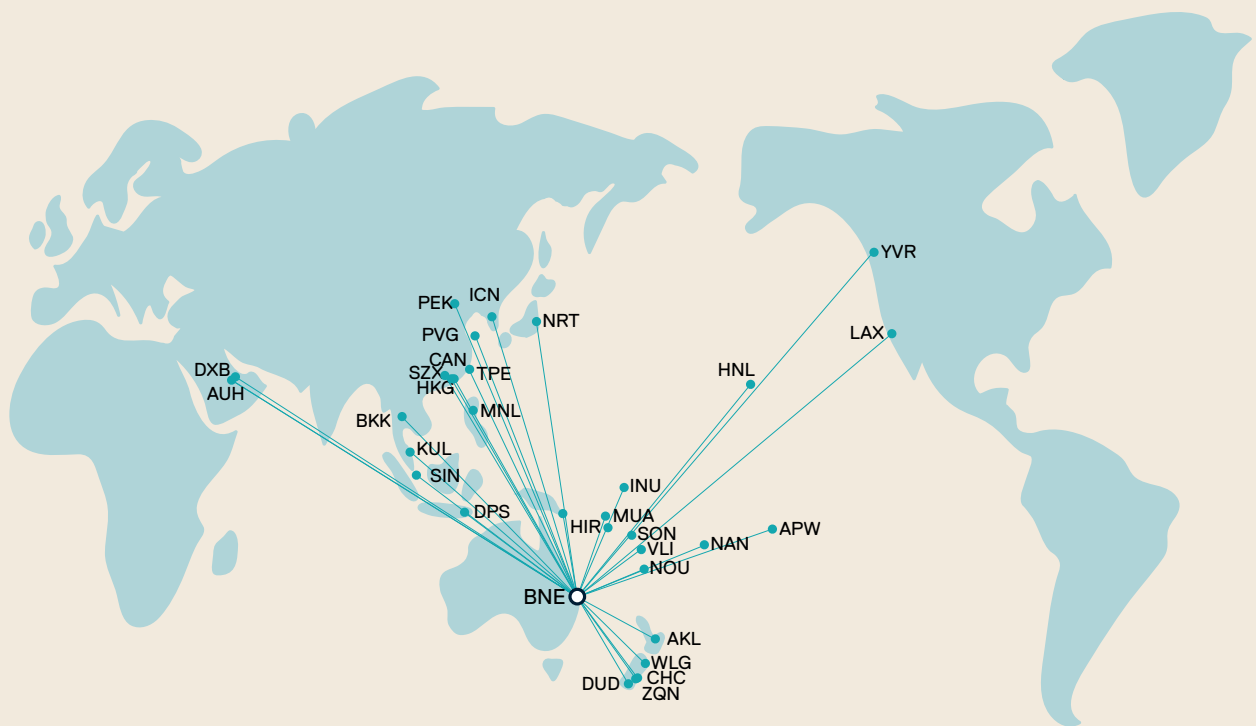 YVR
ICN
PEK
NRT
LAX
PVG
CAN
DXB
SZX
TPE
HNL
HKG
AUH
MNL
BKK
KUL
SIN
INU
DPS
MUA
HIR
APW
SON
NAN
VLI
NOU
BNE
AKL
WLG
CHC
DUD
ZQN